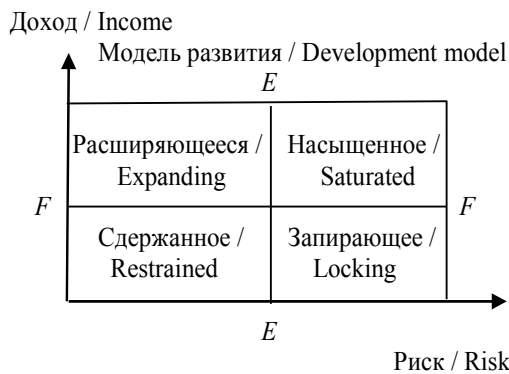 Доход / Income
Модель развития / Development model
E
Расширяющееся /
Expanding
Насыщенное /
Saturated
F
F
Сдержанное /
Restrained
Запирающее /
Locking
E
Риск / Risk